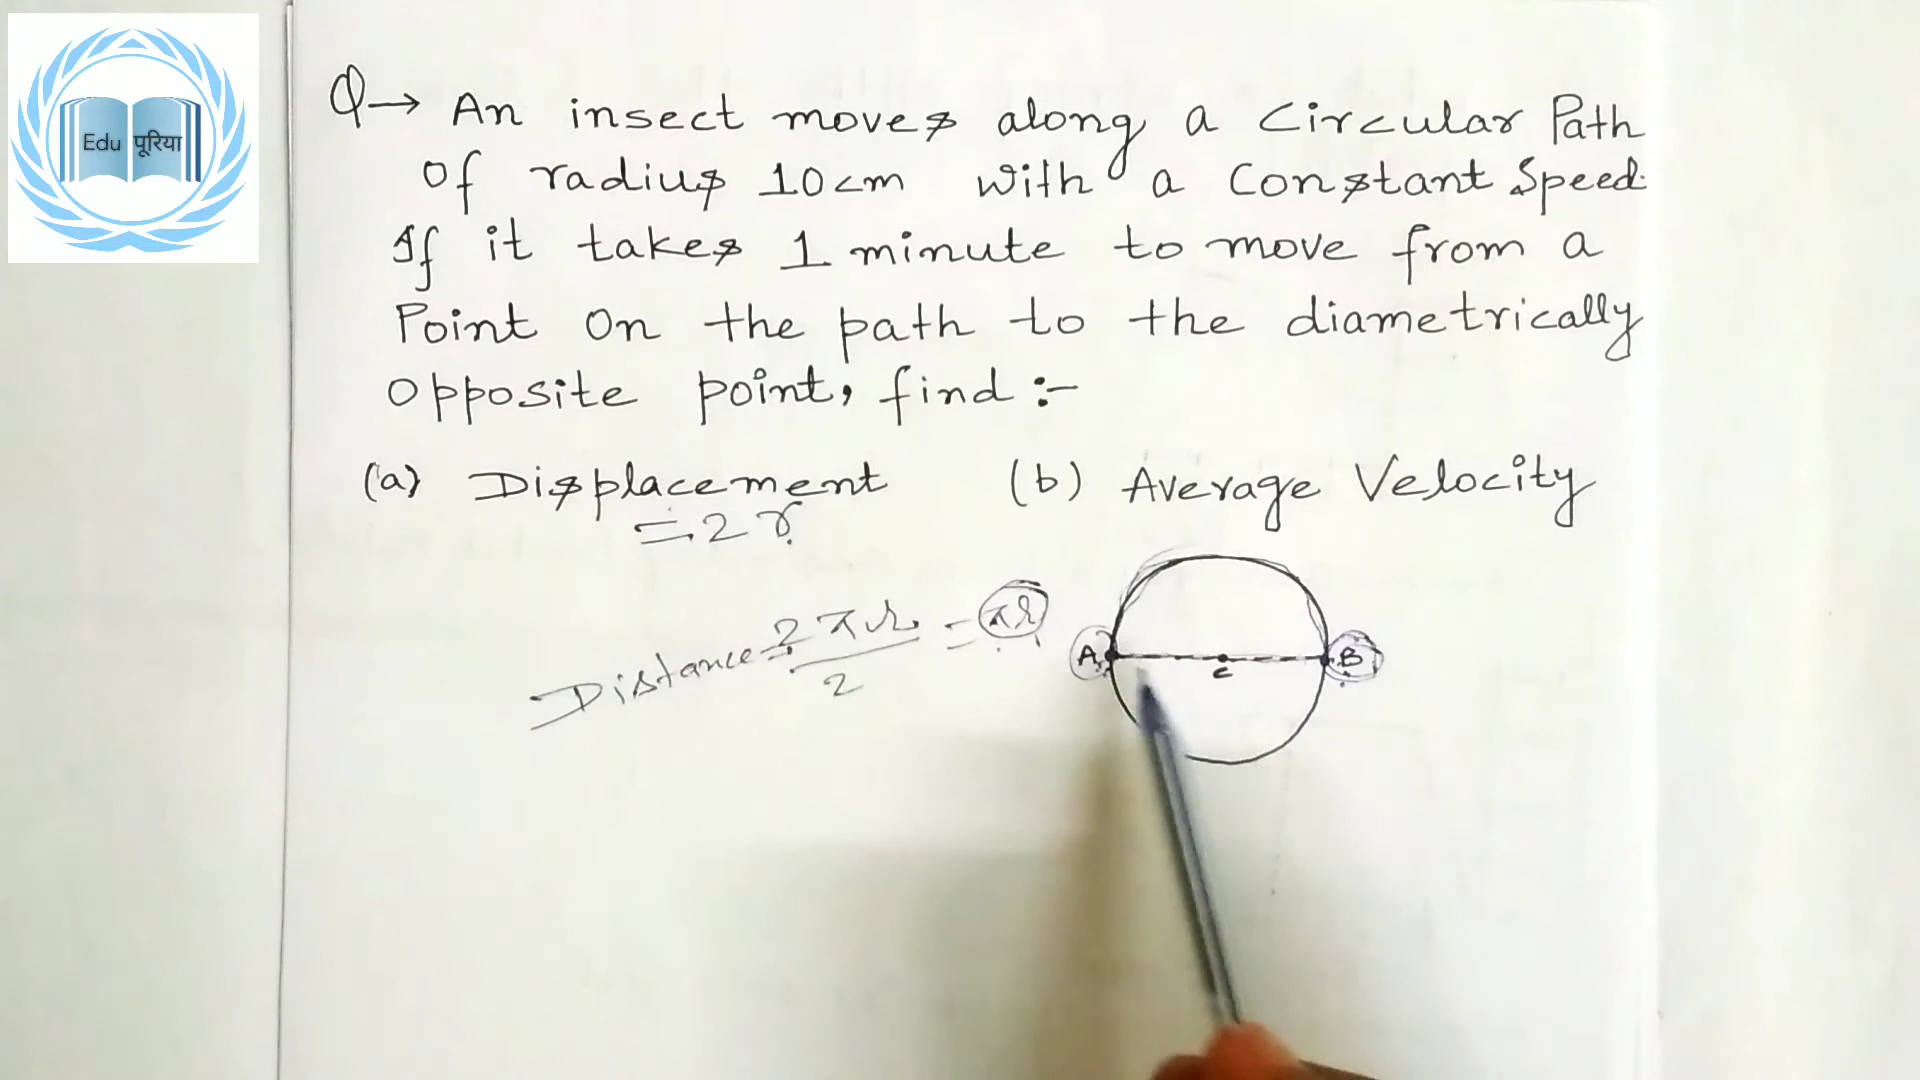 Edu पूरिया
Q→ An insect moves along a Circular Path
of radius 10cm with a Constant Speed.
If it takes 1 minute to move from a
Point on the path to the diametrically
opposite point, find :-
(a) Displacement (b) Average Velocity
= 2r
Distance = 2πr/2 = πr
A C B